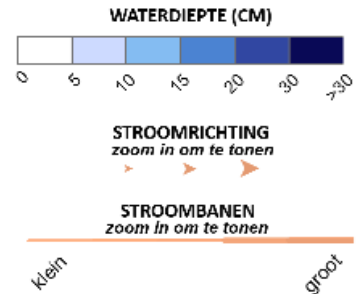 WATERDIEPTE (CM)
0 5 10 15 20 30 >30
STROOMRICHTING
zoom in om te tonen
STROOMBANEN
zoom in om te tonen
klein groot